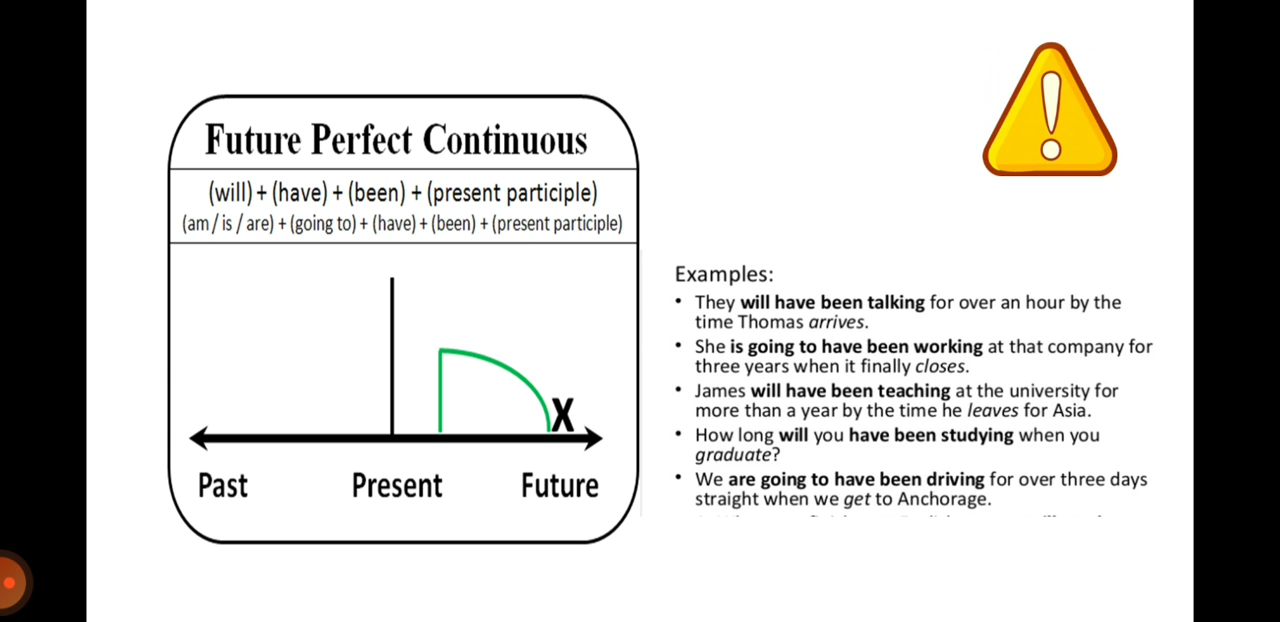 Future Perfect Continuous
(will) + (have) + (been) + (present participle)
(am / is / are) + (going to) + (have) + (been) + (present participle)
X
Past Present Future
Examples:
• They will have been talking for over an hour by the
time Thomas arrives.
• She is going to have been working at that company for
three years when it finally closes.
• James will have been teaching at the university for
more than a year by the time he leaves for Asia.
• How long will you have been studying when you
graduate?
• We are going to have been driving for over three days
straight when we get to Anchorage.